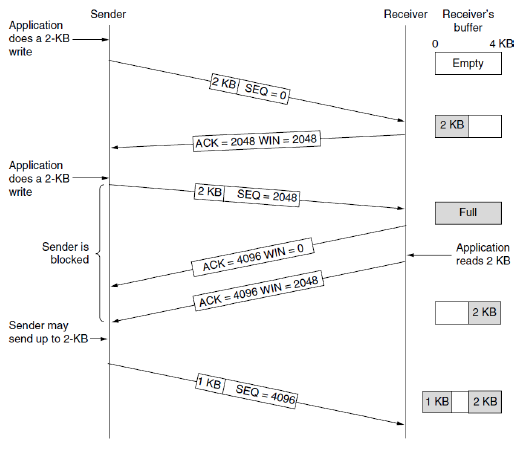 Sender
Receiver
Receiver's
buffer
Application
does a 2-KB
write
0
4 KB
Empty
2 KB
SEQ = 0
2 KB
ACK = 2048 WIN = 2048
Application
does a 2-KB
write
2 KB
SEQ = 2048
Full
Sender is
blocked
ACK = 4096 WIN = 0
Application
reads 2 KB
ACK = 4096 WIN = 2048
2 KB
Sender may
send up to 2-KB
1 KB
SEQ = 4096
1 KB
2 KB